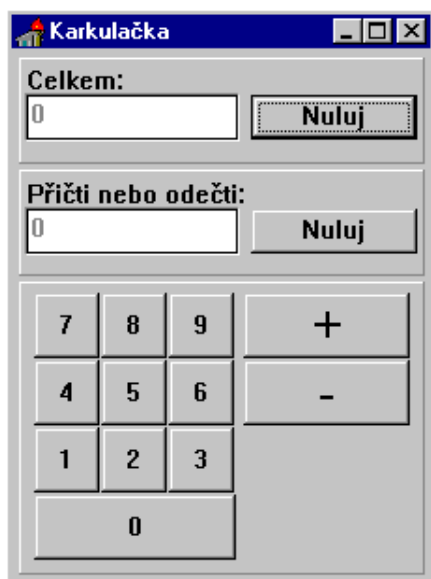 Karkulačka
Celkem:
0 Nuluj
Přičti nebo odečti:
0 Nuluj
7 8 9 +
4 5 6 -
1 2 3
0